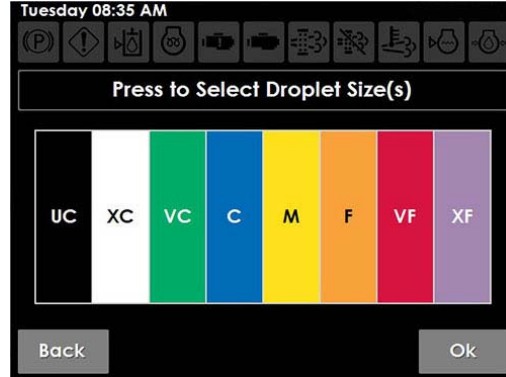 Tuesday 08:35 AM
Press to Select Droplet Size(s)
UC XC VC C M F VF XF
Back Ok